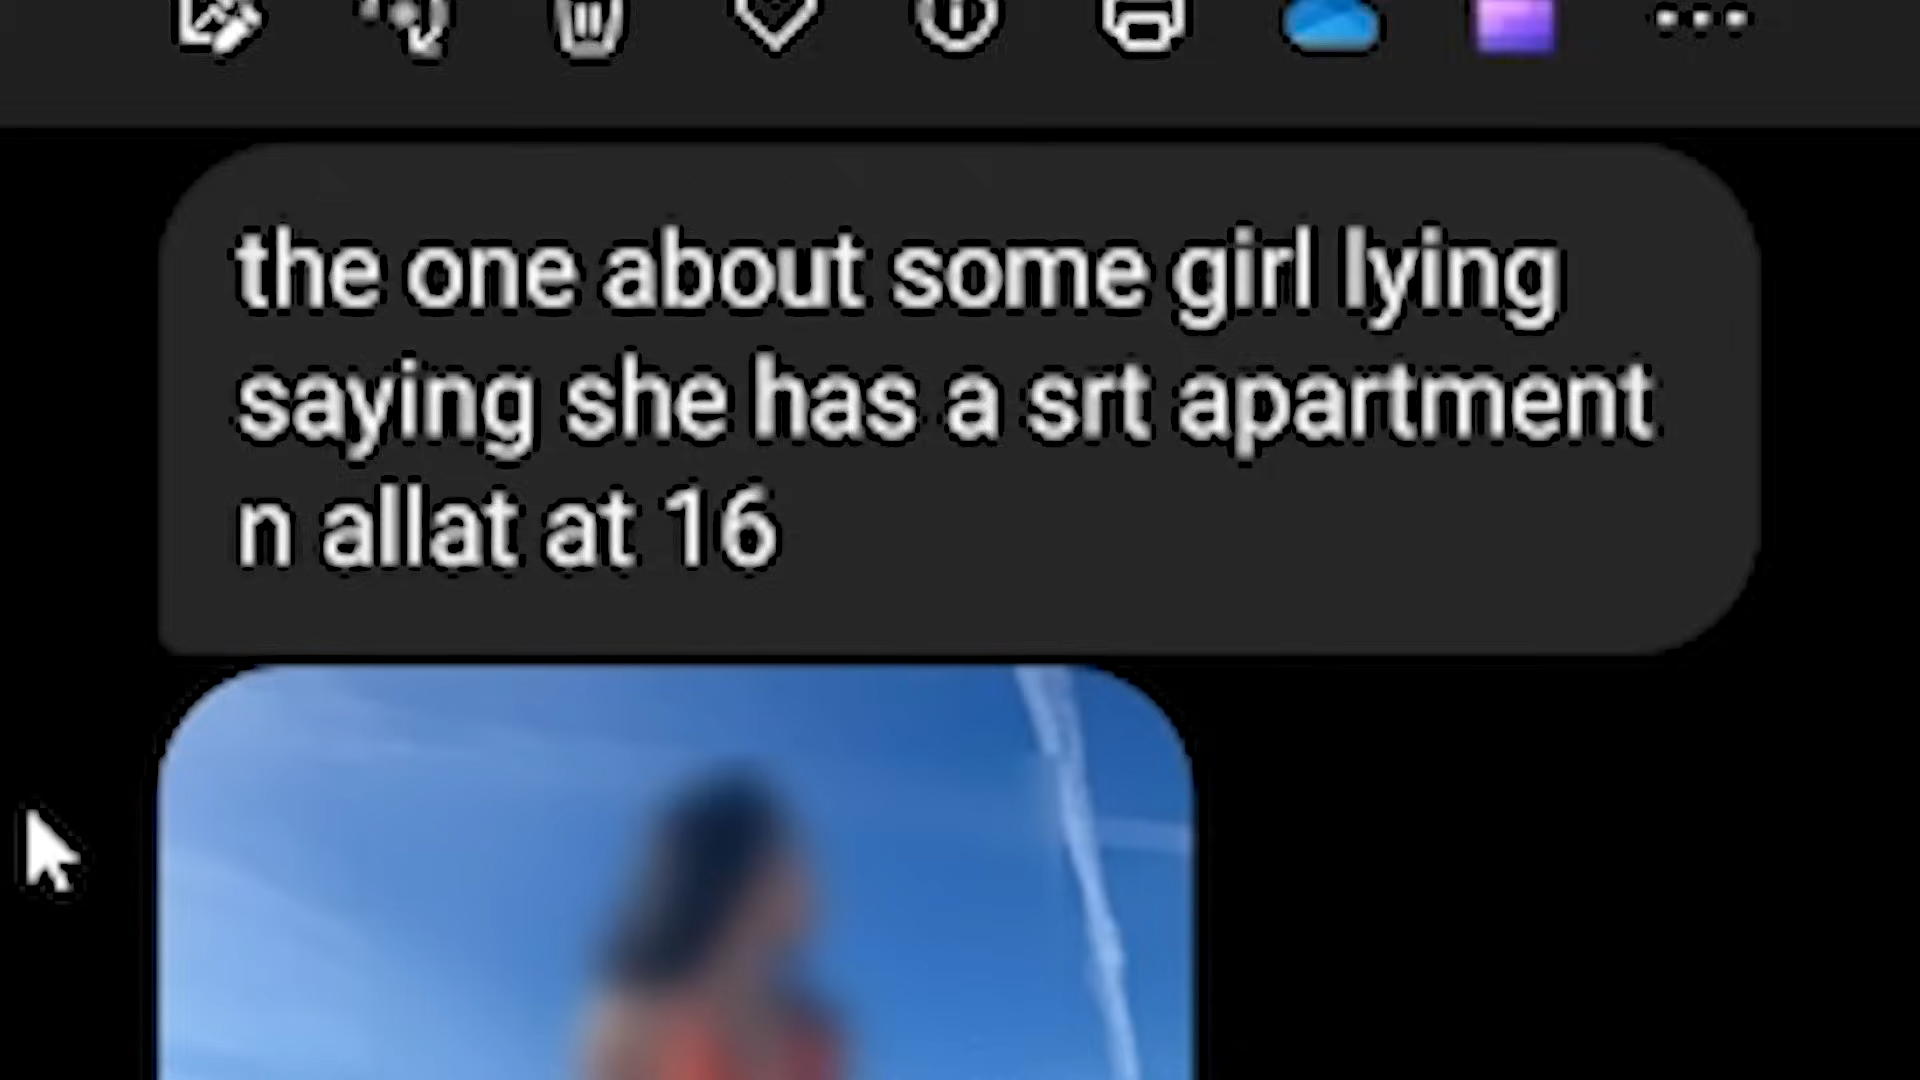 the one about some girl lying
saying she has a srt apartment
n allat at 16